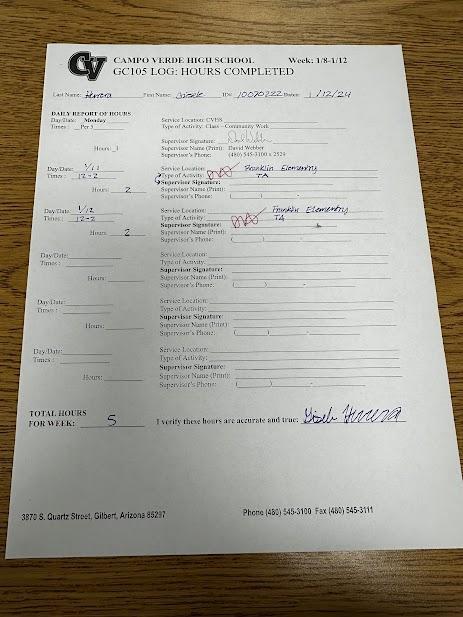 CV
CAMPO VERDE HIGH SCHOOL Week: 1/8-1/12
GC105 LOG: HOURS COMPLETED
Last Name: Herrera First Name: Gisele ID#: 10070222 Date: 1/12/24
DAILY REPORT OF HOURS
Day/Date: Monday Service Location: CVHS
Times : Per 5 Type of Activity: Class – Community Work
Supervisor Signature:
Hours: 1 Supervisor Name (Print): David Webber
Supervisor's Phone: (480) 545-3100 x 2529
Day/Date: 1/11 Service Location: Franklin Elementary
Times : 12-2 Type of Activity: TA
Supervisor Signature:
Hours: 2 Supervisor Name (Print):
Supervisor's Phone: ( ) -
Day/Date: 1/12 Service Location: Franklin Elementary
Times : 12-2 Type of Activity: TA
Supervisor Signature:
Hours: 2 Supervisor Name (Print):
Supervisor's Phone: ( ) -
Day/Date: Service Location:
Times : Type of Activity:
Supervisor Signature:
Hours: Supervisor Name (Print):
Supervisor's Phone: ( ) -
Day/Date: Service Location:
Times : Type of Activity:
Supervisor Signature:
Hours: Supervisor Name (Print):
Supervisor's Phone: ( ) -
Day/Date: Service Location:
Times : Type of Activity:
Supervisor Signature:
Hours: Supervisor Name (Print):
Supervisor's Phone: ( ) -
TOTAL HOURS
FOR WEEK: 5 I verify these hours are accurate and true: Gisele Herrera
3870 S. Quartz Street, Gilbert, Arizona 85297 Phone (480) 545-3100 Fax (480) 545-3111